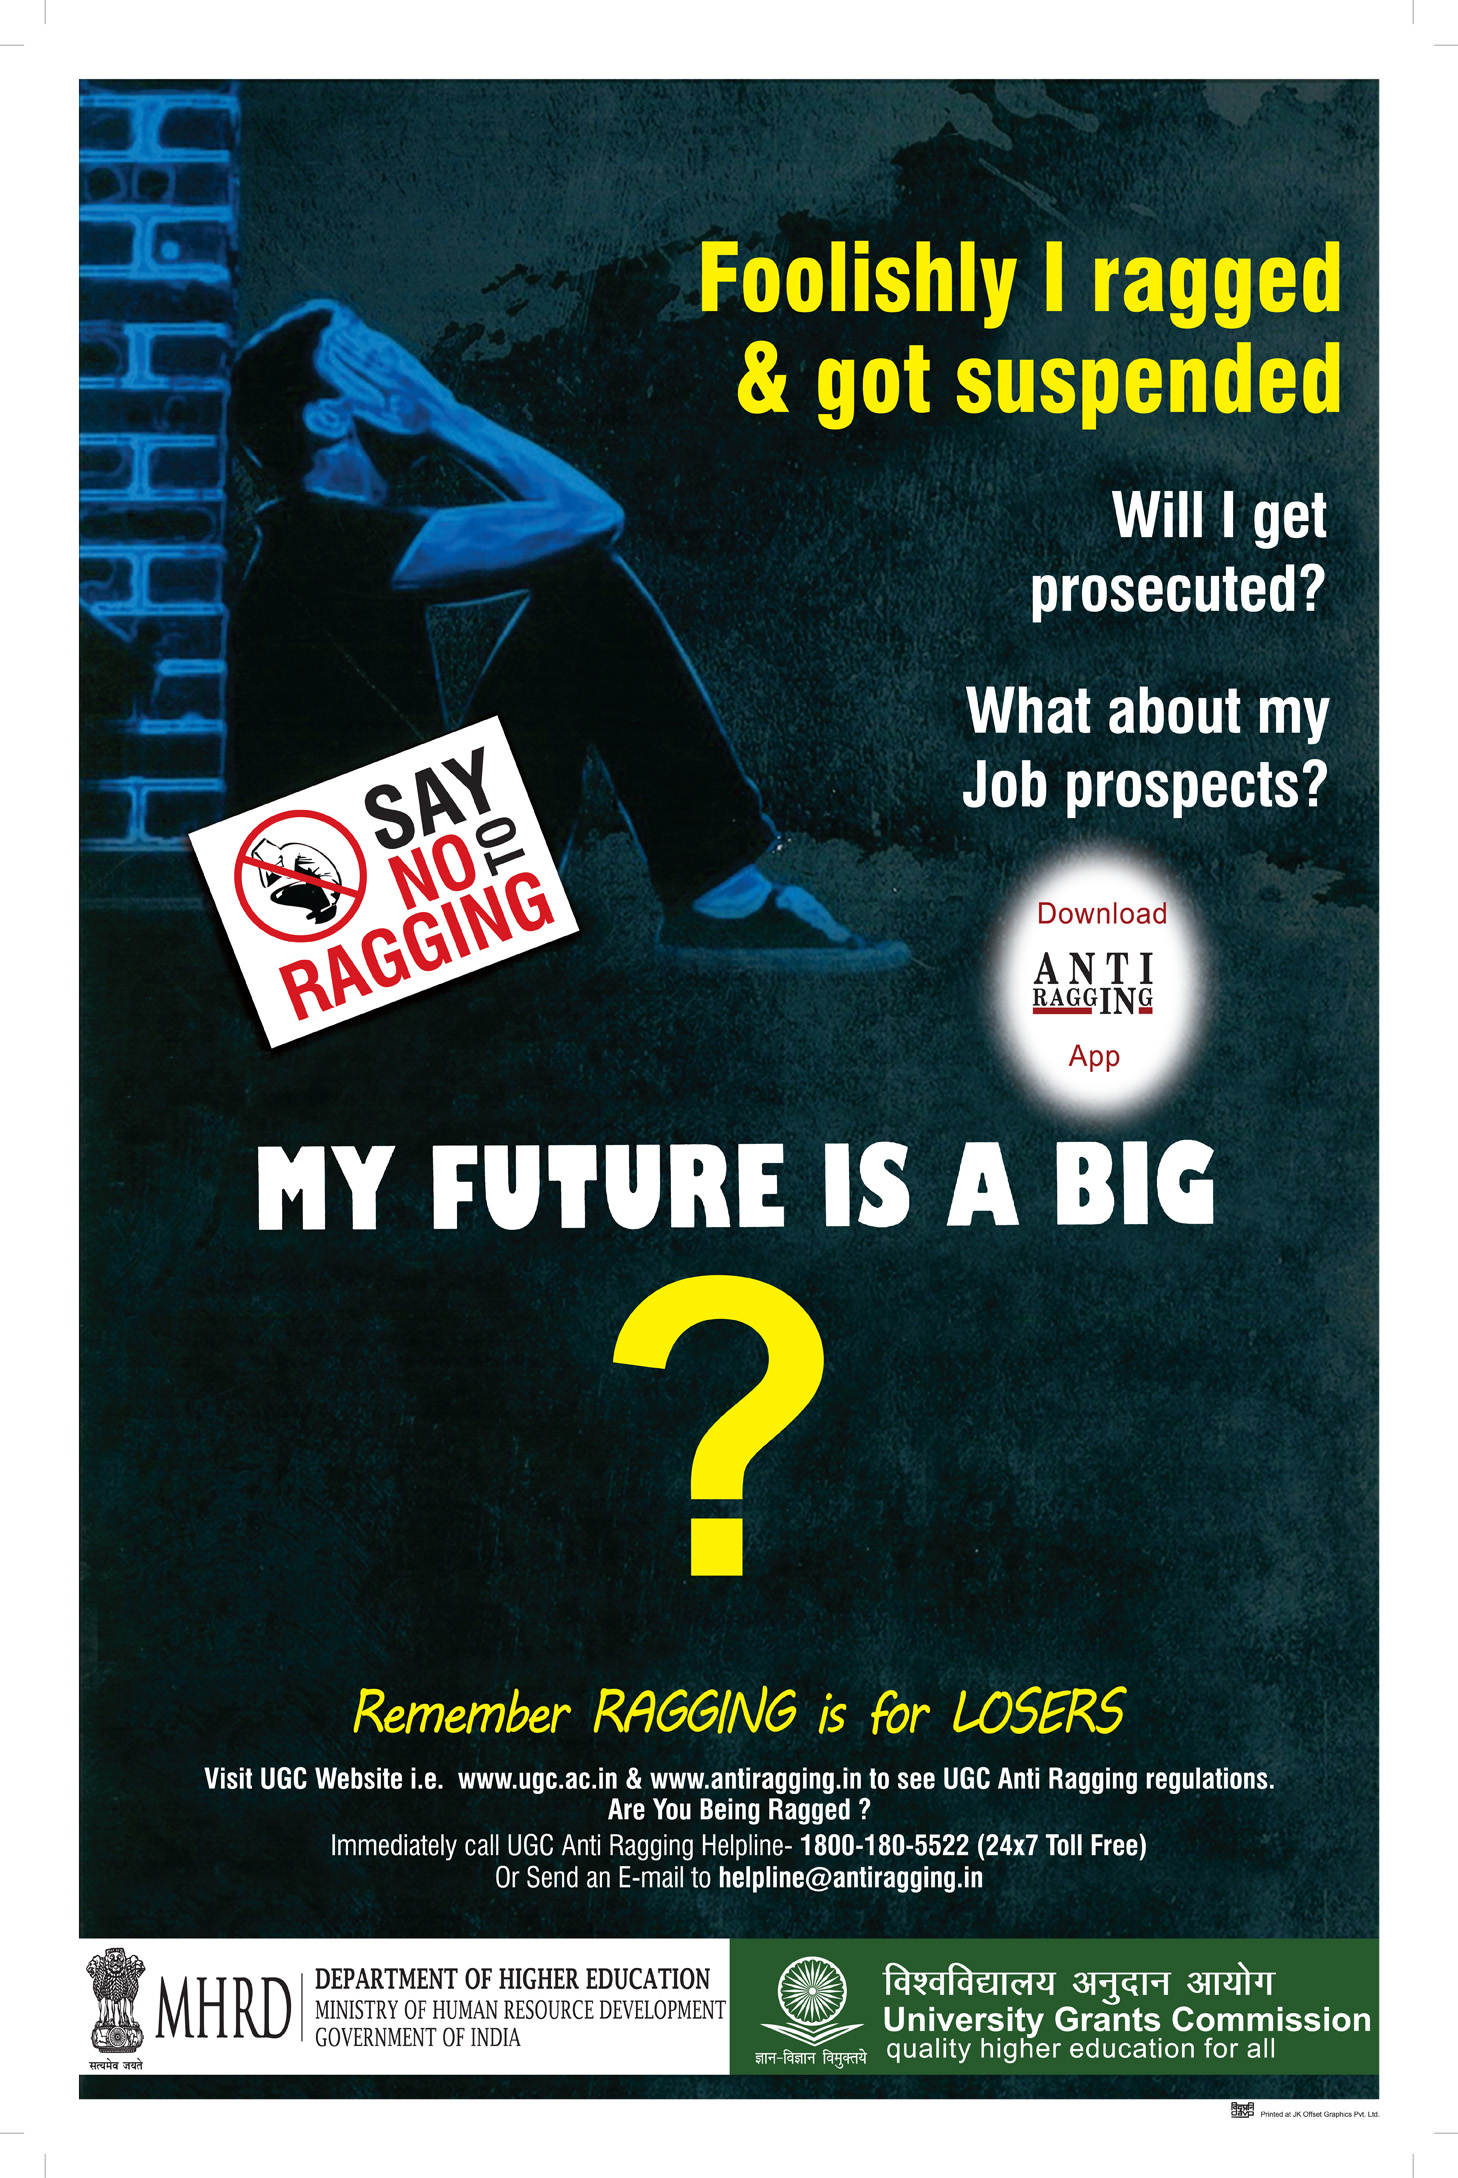 Foolishly I ragged
& got suspended
Will I get
prosecuted?
What about my
Job prospects?
SAY
NO TO
RAGGING
Download
ANTI
RAGGING
App
MY FUTURE IS A BIG
?
Remember RAGGING is for LOSERS
Visit UGC Website i.e. www.ugc.ac.in & www.antiragging.in to see UGC Anti Ragging regulations.
Are You Being Ragged ?
Immediately call UGC Anti Ragging Helpline- 1800-180-5522 (24x7 Toll Free)
Or Send an E-mail to helpline@antiragging.in
सत्यमेव जयते
MHRD
DEPARTMENT OF HIGHER EDUCATION
MINISTRY OF HUMAN RESOURCE DEVELOPMENT
GOVERNMENT OF INDIA
ज्ञान-विज्ञान विमुक्तये
विश्वविद्यालय अनुदान आयोग
University Grants Commission
quality higher education for all
davp
Printed at JK Offset Graphics Pvt. Ltd.